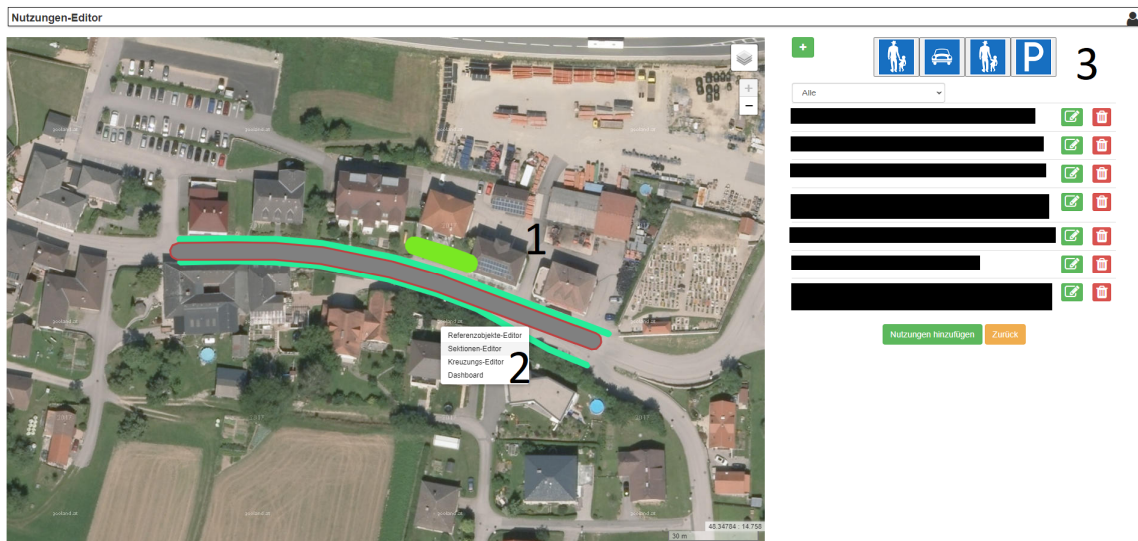 Nutzungen-Editor
+
P
3
Alle
+
−
1
Referenzobjekte-Editor
Sektionen-Editor
Kreuzungs-Editor
Dashboard
2
Nutzungen hinzufügen
Zurück
48.34784 : 14.758
30 m